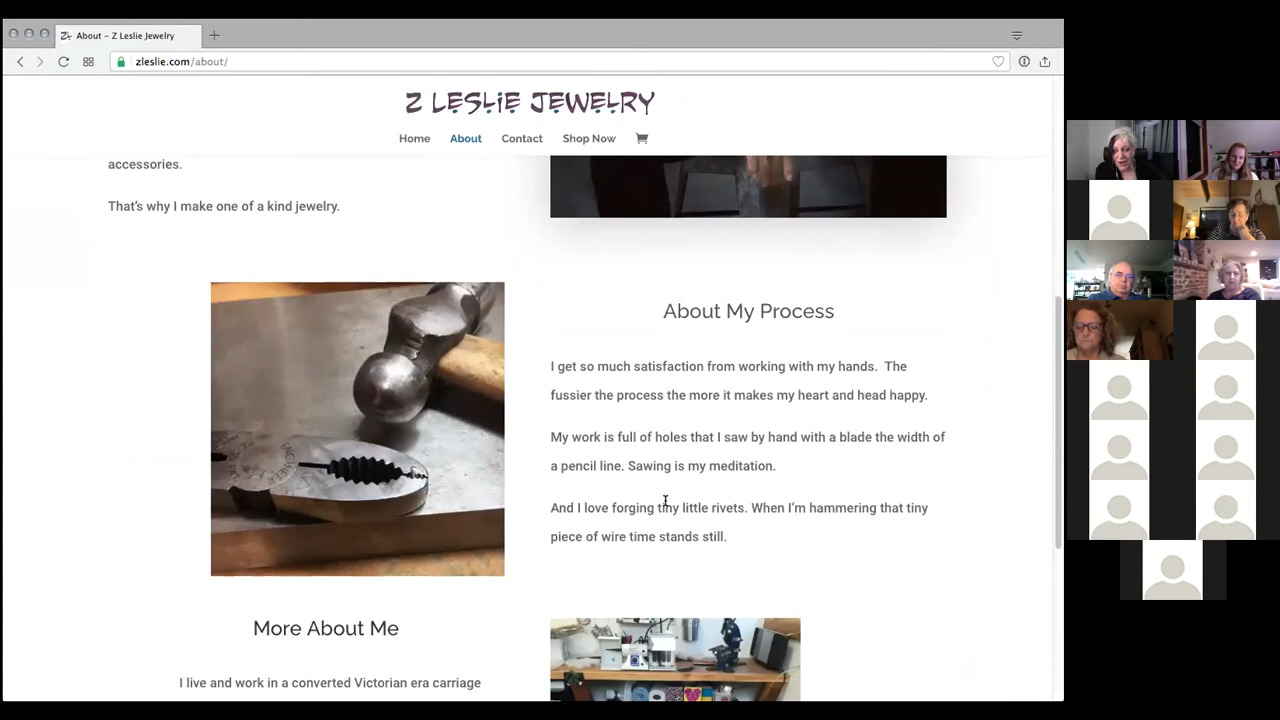 About – Z Leslie Jewelry
zleslie.com/about/
Z LESLIE JEWELRY
Home About Contact Shop Now
accessories.
That's why I make one of a kind jewelry.
About My Process
I get so much satisfaction from working with my hands.  The
fussier the process the more it makes my heart and head happy.
My work is full of holes that I saw by hand with a blade the width of
a pencil line. Sawing is my meditation.
And I love forging tiny little rivets. When I'm hammering that tiny
piece of wire time stands still.
More About Me
I live and work in a converted Victorian era carriage